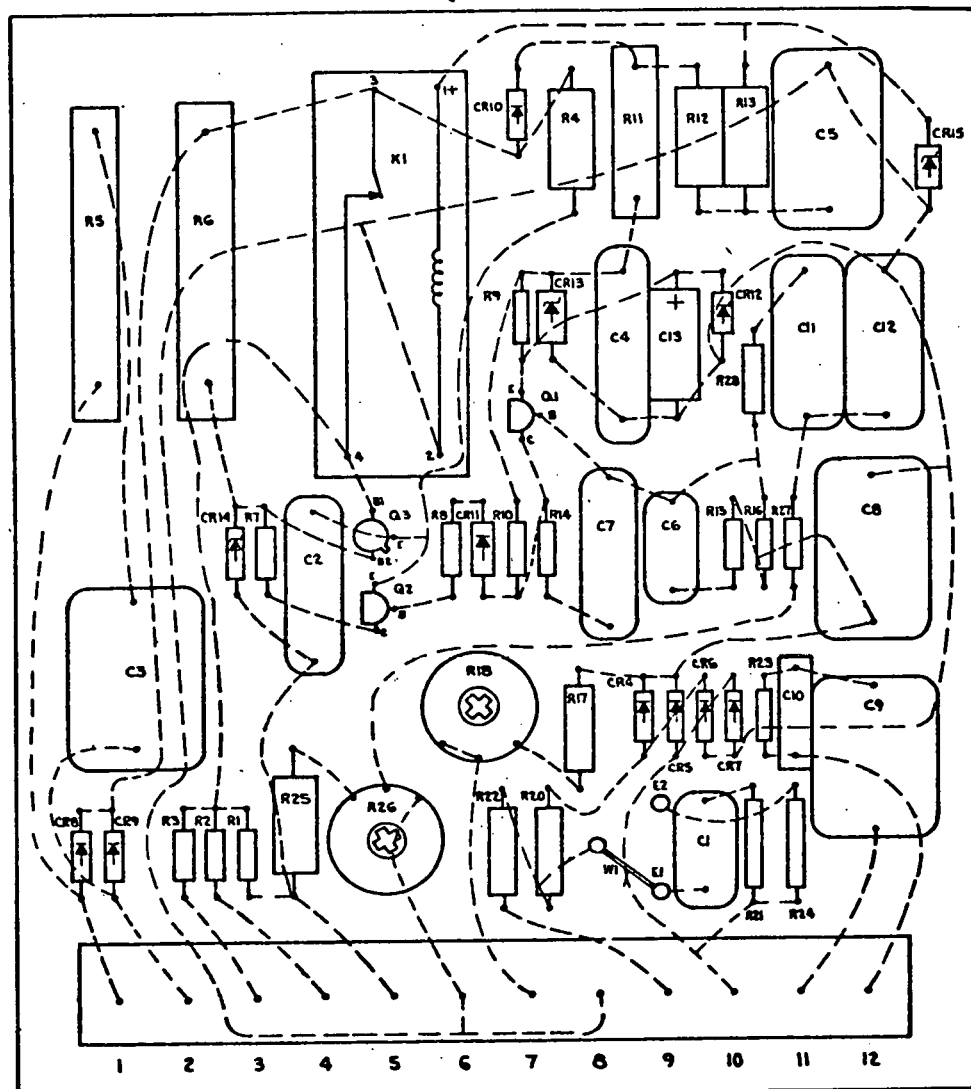 3
1+
CR10
R4
R11
R12
R13
C5
CR15
R5
R6
K1
R9
CR13
C4
+
C13
CR12
R28
C11
C12
E
Q1
B
C
4
2
B1
Q3
E
B2
CR14
R7
C2
R8
CR11
R10
R14
C7
C6
R15
R16
R27
C8
E
Q2
B
C
C3
R18
R17
CR4
CR6
R23
C10
C9
CR5
CR7
R25
R26
R22
R20
E2
W1
E1
C1
R21
R24
CR8
CR9
R3
R2
R1
1 2 3 4 5 6 7 8 9 10 11 12